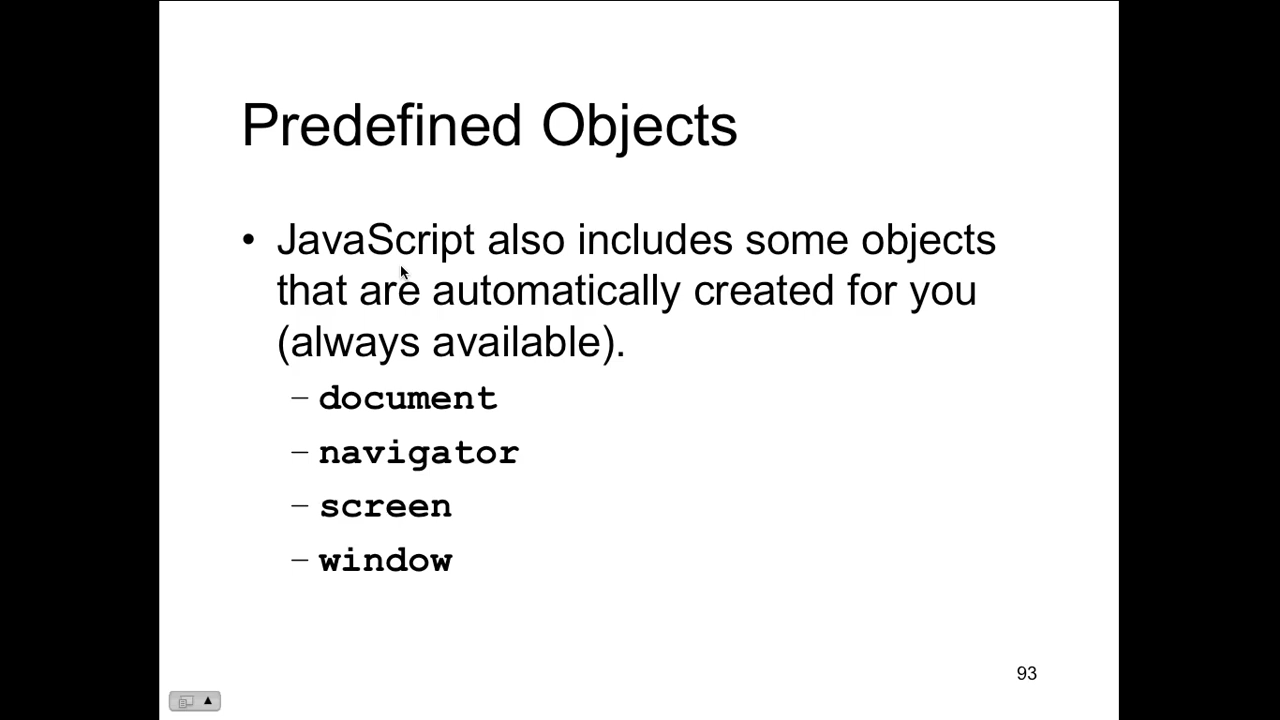 Predefined Objects
• JavaScript also includes some objects
that are automatically created for you
(always available).
– document
– navigator
– screen
– window
93